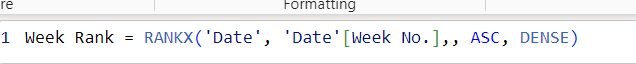 re
Formatting
1 Week Rank = RANKX('Date', 'Date'[Week No.],, ASC, DENSE)